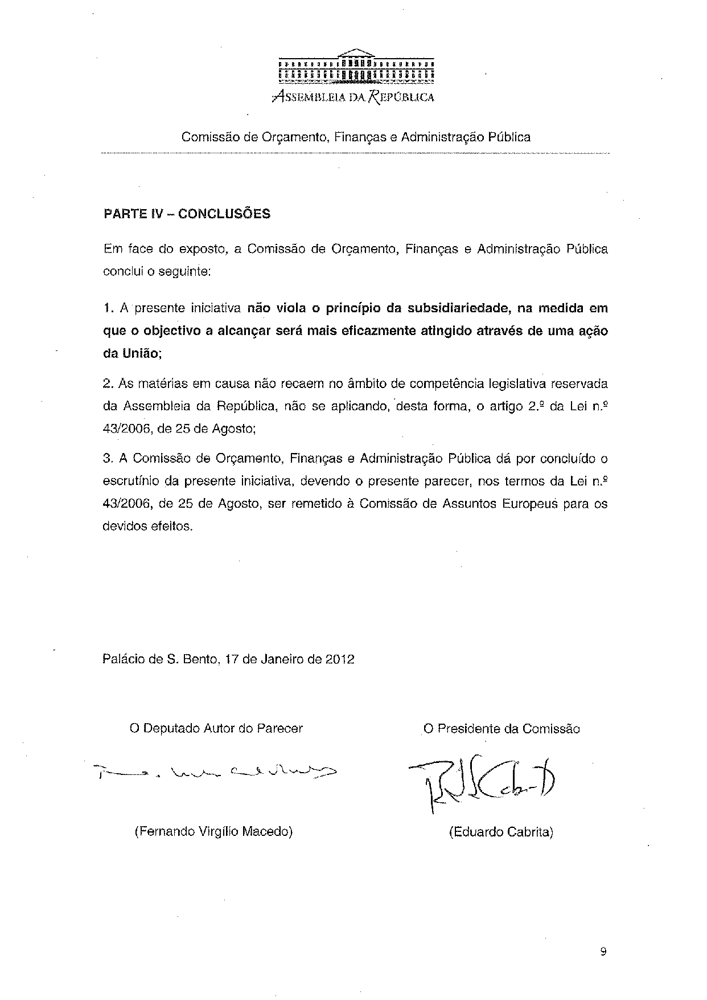 ASSEMBLEIA DA REPÚBLICA
Comissão de Orçamento, Finanças e Administração Pública
PARTE IV – CONCLUSÕES
Em face do exposto, a Comissão de Orçamento, Finanças e Administração Pública
conclui o seguinte:
1. A presente iniciativa não viola o princípio da subsidiariedade, na medida em
que o objectivo a alcançar será mais eficazmente atingido através de uma ação
da União;
2. As matérias em causa não recaem no âmbito de competência legislativa reservada
da Assembleia da República, não se aplicando, desta forma, o artigo 2.º da Lei n.º
43/2006, de 25 de Agosto;
3. A Comissão de Orçamento, Finanças e Administração Pública dá por concluído o
escrutínio da presente iniciativa, devendo o presente parecer, nos termos da Lei n.º
43/2006, de 25 de Agosto, ser remetido à Comissão de Assuntos Europeus para os
devidos efeitos.
Palácio de S. Bento, 17 de Janeiro de 2012
O Deputado Autor do Parecer
O Presidente da Comissão
(Fernando Virgílio Macedo)
(Eduardo Cabrita)
9